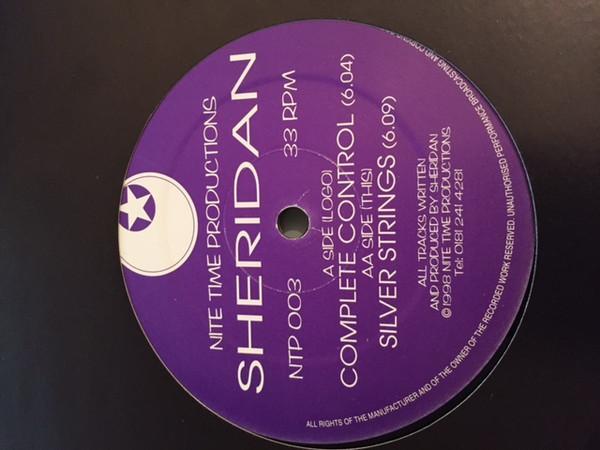 NITE TIME PRODUCTIONS
SHERIDAN
NTP 003 33 RPM
A SIDE (LOGO)
COMPLETE CONTROL (6.04)
AA SIDE (THIS)
SILVER STRINGS (6.09)
ALL TRACKS WRITTEN
AND PRODUCED BY SHERIDAN
©1998 NITE TIME PRODUCTIONS
Tel: 0181 241 4281
ALL RIGHTS OF THE MANUFACTURER AND OF THE OWNER OF THE RECORDED WORK RESERVED. UNAUTHORISED PERFORMANCE BROADCASTING AND